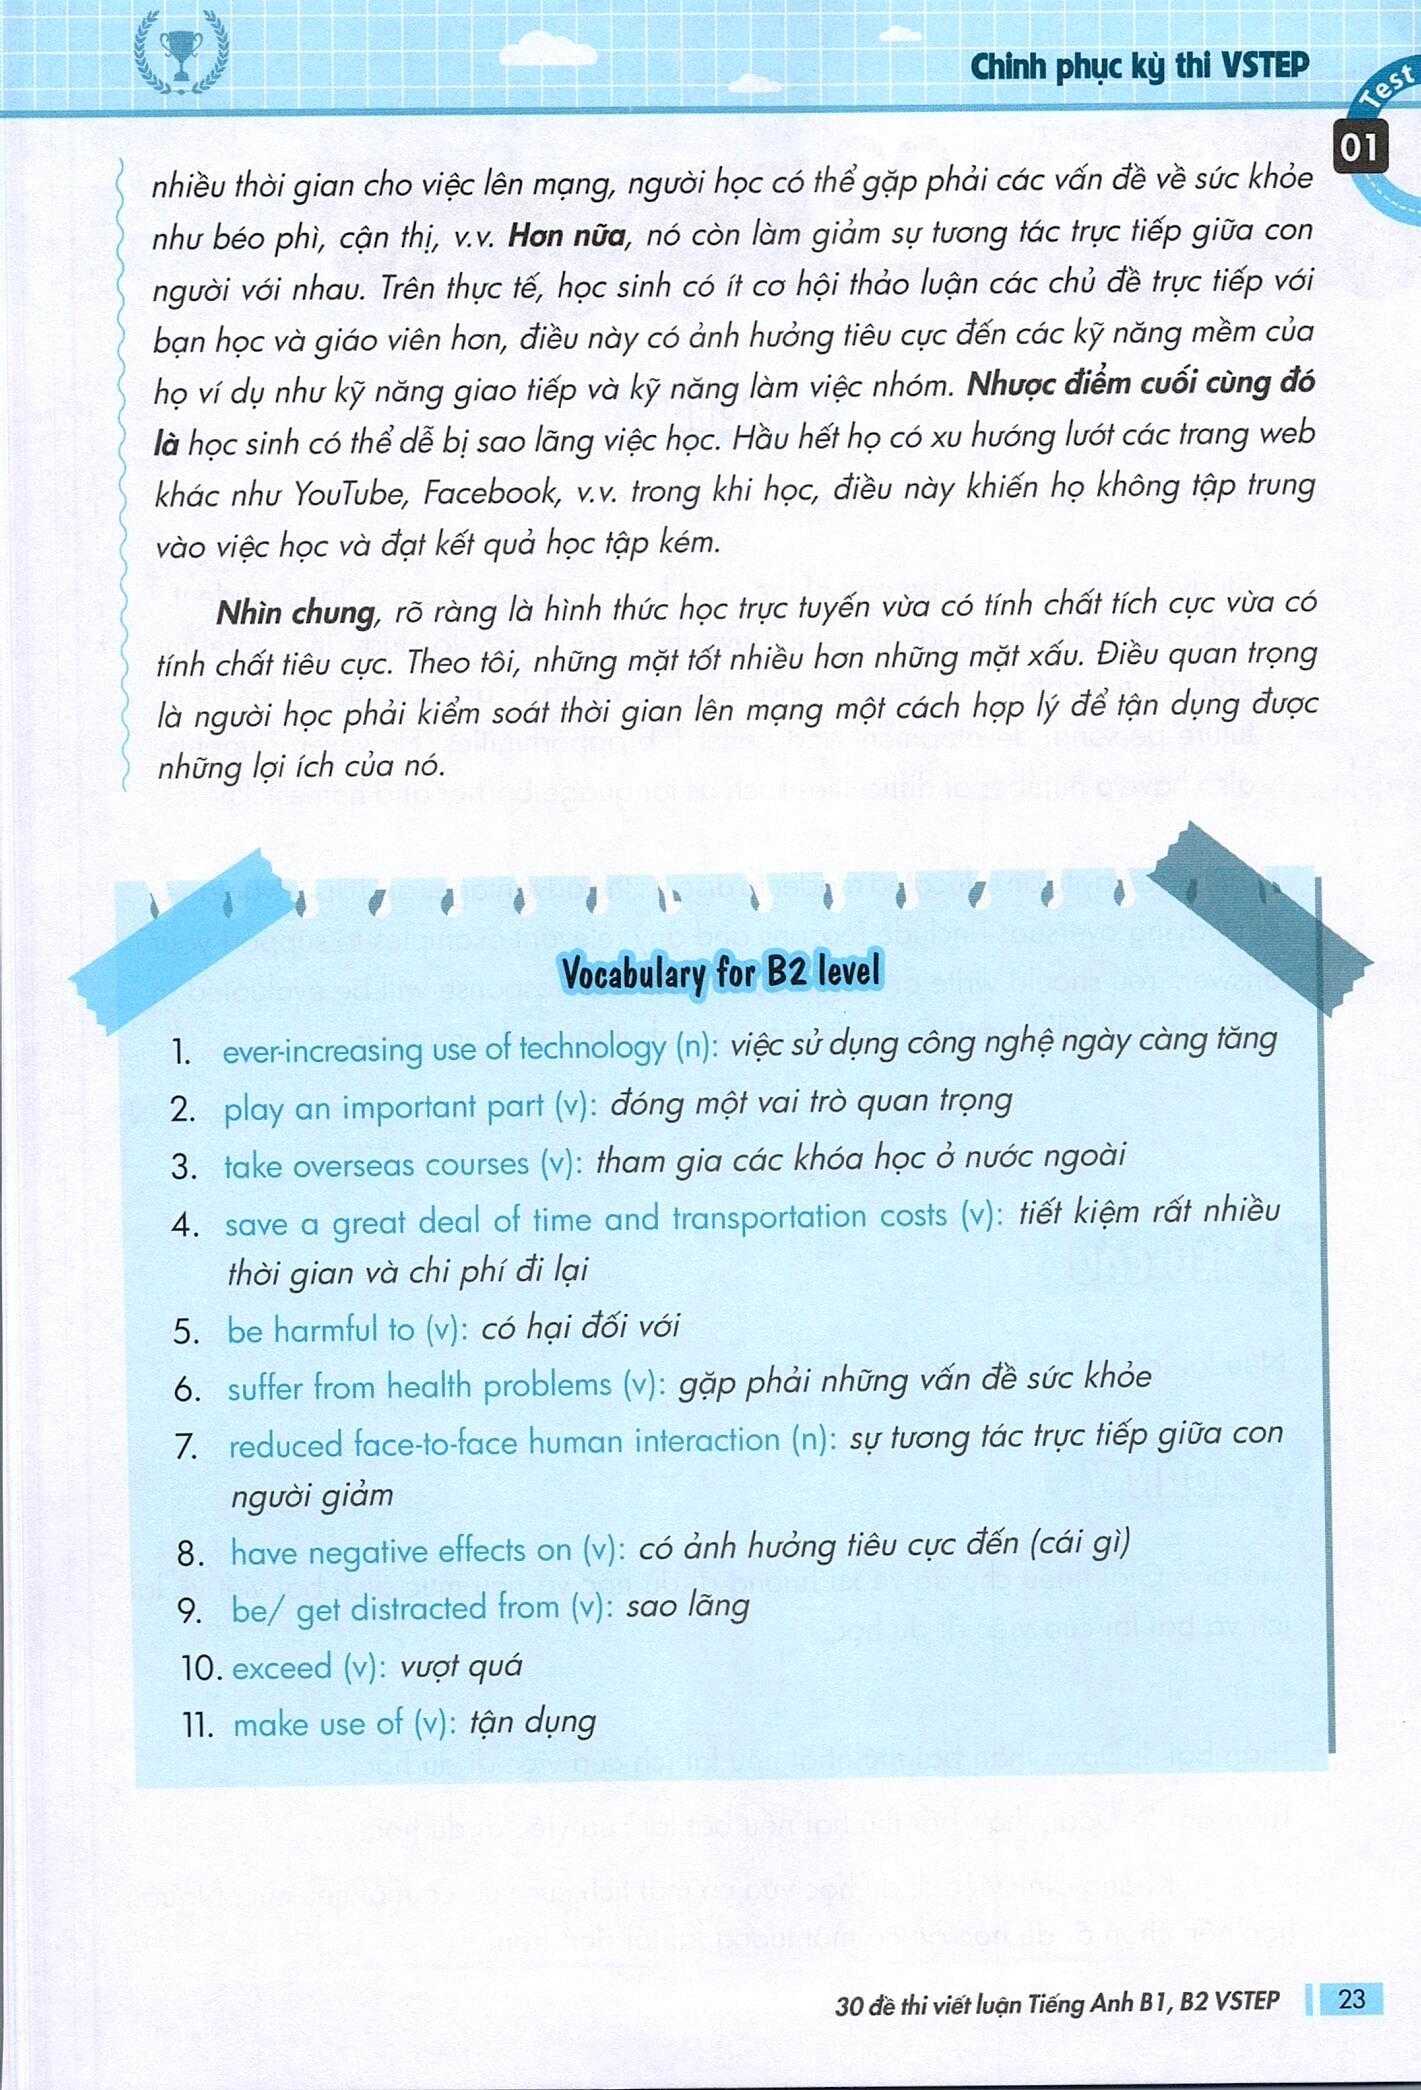 Chinh phục kỳ thi VSTEP
Test
01
nhiều thời gian cho việc lên mạng, người học có thể gặp phải các vấn đề về sức khỏe
như béo phì, cận thị, v.v. Hơn nữa, nó còn làm giảm sự tương tác trực tiếp giữa con
người với nhau. Trên thực tế, học sinh có ít cơ hội thảo luận các chủ đề trực tiếp với
bạn học và giáo viên hơn, điều này có ảnh hưởng tiêu cực đến các kỹ năng mềm của
họ ví dụ như kỹ năng giao tiếp và kỹ năng làm việc nhóm. Nhược điểm cuối cùng đó
là học sinh có thể dễ bị sao lãng việc học. Hầu hết họ có xu hướng lướt các trang web
khác như YouTube, Facebook, v.v. trong khi học, điều này khiến họ không tập trung
vào việc học và đạt kết quả học tập kém.
Nhìn chung, rõ ràng là hình thức học trực tuyến vừa có tính chất tích cực vừa có
tính chất tiêu cực. Theo tôi, những mặt tốt nhiều hơn những mặt xấu. Điều quan trọng
là người học phải kiểm soát thời gian lên mạng một cách hợp lý để tận dụng được
những lợi ích của nó.
Vocabulary for B2 level
1. ever-increasing use of technology (n): việc sử dụng công nghệ ngày càng tăng
2. play an important part (v): đóng một vai trò quan trọng
3. take overseas courses (v): tham gia các khóa học ở nước ngoài
4. save a great deal of time and transportation costs (v): tiết kiệm rất nhiều
thời gian và chi phí đi lại
5. be harmful to (v): có hại đối với
6. suffer from health problems (v): gặp phải những vấn đề sức khỏe
7. reduced face-to-face human interaction (n): sự tương tác trực tiếp giữa con
người giảm
8. have negative effects on (v): có ảnh hưởng tiêu cực đến (cái gì)
9. be/ get distracted from (v): sao lãng
10. exceed (v): vượt quá
11. make use of (v): tận dụng
30 đề thi viết luận Tiếng Anh B1, B2 VSTEP
23